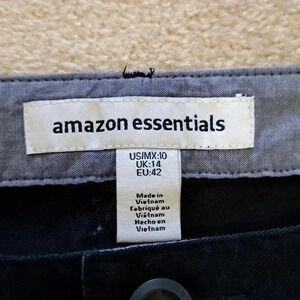 amazon essentials
US/MX:10
UK:14
EU:42
Made in
Vietnam
Fabriqué au
Viêtnam
Hecho en
Vietnam